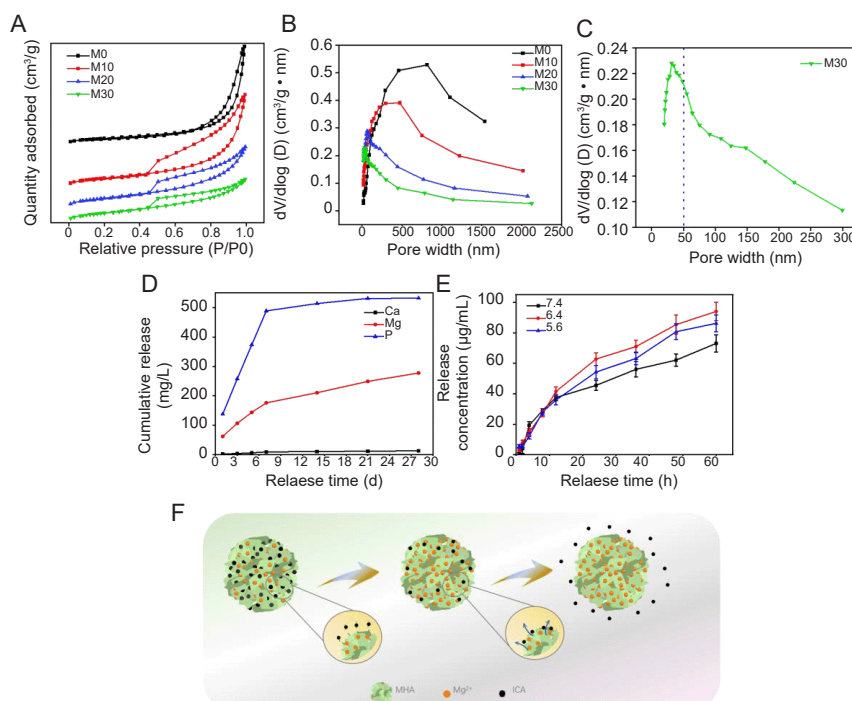 A
M0
M10
M20
M30
Quantity adsorbed (cm³/g)
0.0 0.2 0.4 0.6 0.8 1.0
Relative pressure (P/P0)
B
M0
M10
M20
M30
dV/dlog (D) (cm³/g • nm)
0.6
0.5
0.4
0.3
0.2
0.1
0
0 500 1000 1500 2000 2500
Pore width (nm)
C
M30
dV/dlog (D) (cm³/g • nm)
0.24
0.22
0.20
0.18
0.16
0.14
0.12
0.10
0 50 100 150 200 250 300
Pore width (nm)
D
Ca
Mg
P
Cumulative release
(mg/L)
500
400
300
200
100
0
0 3 6 9 12 15 18 21 24 28 30
Relaese time (d)
E
7.4
6.4
5.6
Release
concentration (µg/mL)
100
80
60
40
20
0
0 10 20 30 40 50 60
Relaese time (h)
F
MHA
Mg²⁺
ICA